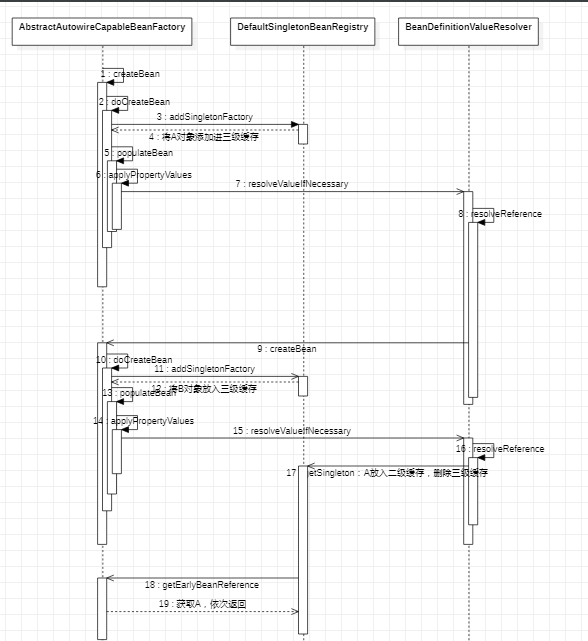 AbstractAutowireCapableBeanFactory
DefaultSingletonBeanRegistry
BeanDefinitionValueResolver
1 : createBean
2 : doCreateBean
3 : addSingletonFactory
4 : 将A对象添加进三级缓存
5 : populateBean
6 : applyPropertyValues
7 : resolveValueIfNecessary
8 : resolveReference
9 : createBean
10 : doCreateBean
11 : addSingletonFactory
12 : 将B对象放入三级缓存
13 : populateBean
14 : applyPropertyValues
15 : resolveValueIfNecessary
16 : resolveReference
17 etSingleton：A放入二级缓存，删除三级缓存
18 : getEarlyBeanReference
19 : 获取A，依次返回